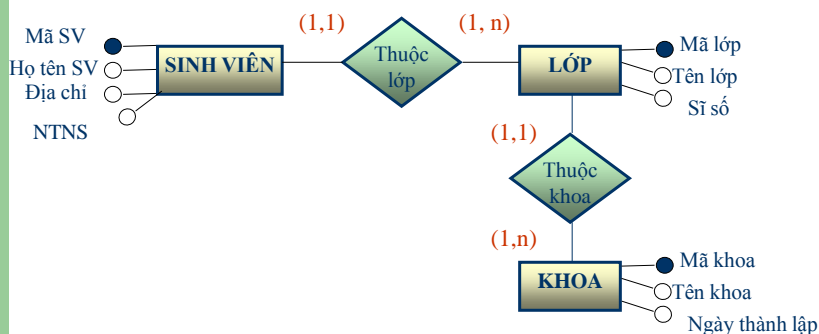 (1,1)
(1, n)
Mã SV
Họ tên SV
Địa chỉ
NTNS
SINH VIÊN
Thuộc
lớp
LỚP
Mã lớp
Tên lớp
Sĩ số
(1,1)
Thuộc
khoa
(1,n)
KHOA
Mã khoa
Tên khoa
Ngày thành lập